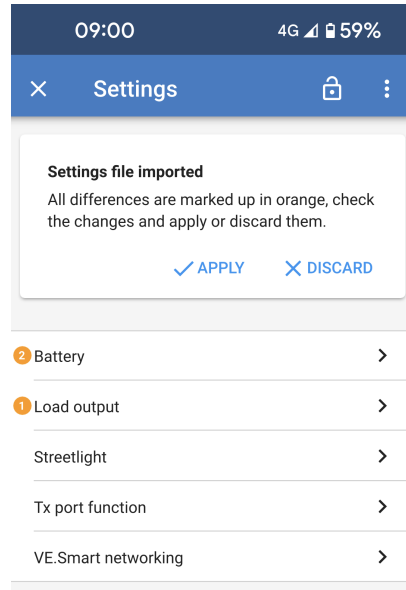 09:00 4G 59%
Settings
Settings file imported
All differences are marked up in orange, check
the changes and apply or discard them.
APPLY DISCARD
2 Battery
1 Load output
Streetlight
Tx port function
VE.Smart networking